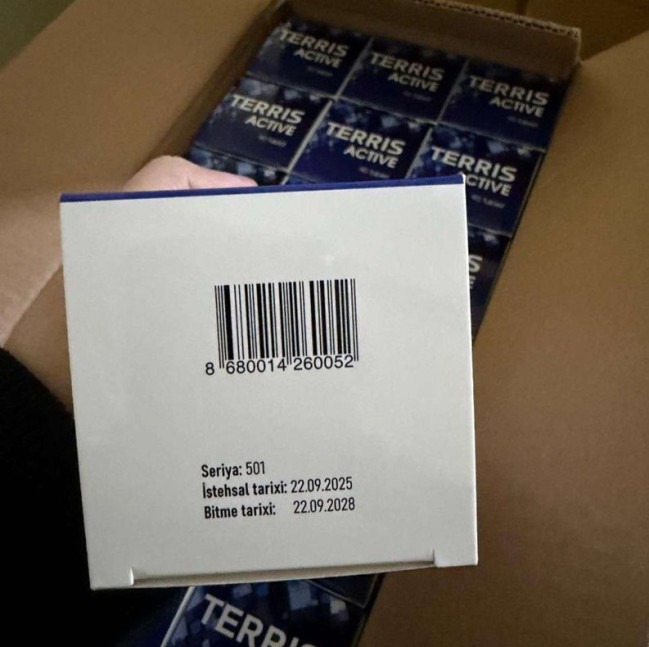 TERRIS
ACTIVE
TERRIS
ACTIVE
TERRIS
ACTIVE
TERRIS
ACTIVE
TERRIS
ACTIVE
TERRIS
CTIVE
S
E
8 680014 260052
Seriya: 501
İstehsal tarixi: 22.09.2025
Bitme tarixi: 22.09.2028
TERRIS